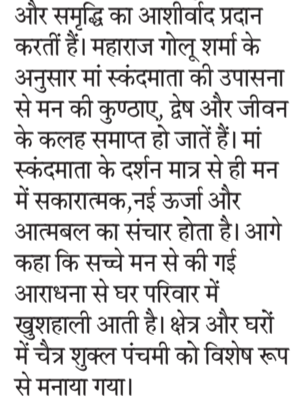 और समृद्धि का आशीर्वाद प्रदान
करतीं हैं। महाराज गोलू शर्मा के
अनुसार मां स्कंदमाता की उपासना
से मन की कुण्ठाए, द्वेष और जीवन
के कलह समाप्त हो जातें हैं। मां
स्कंदमाता के दर्शन मात्र से ही मन
में सकारात्मक,नई ऊर्जा और
आत्मबल का संचार होता है। आगे
कहा कि सच्चे मन से की गई
आराधना से घर परिवार में
खुशहाली आती है। क्षेत्र और घरों
में चैत्र शुक्ल पंचमी को विशेष रूप
से मनाया गया।